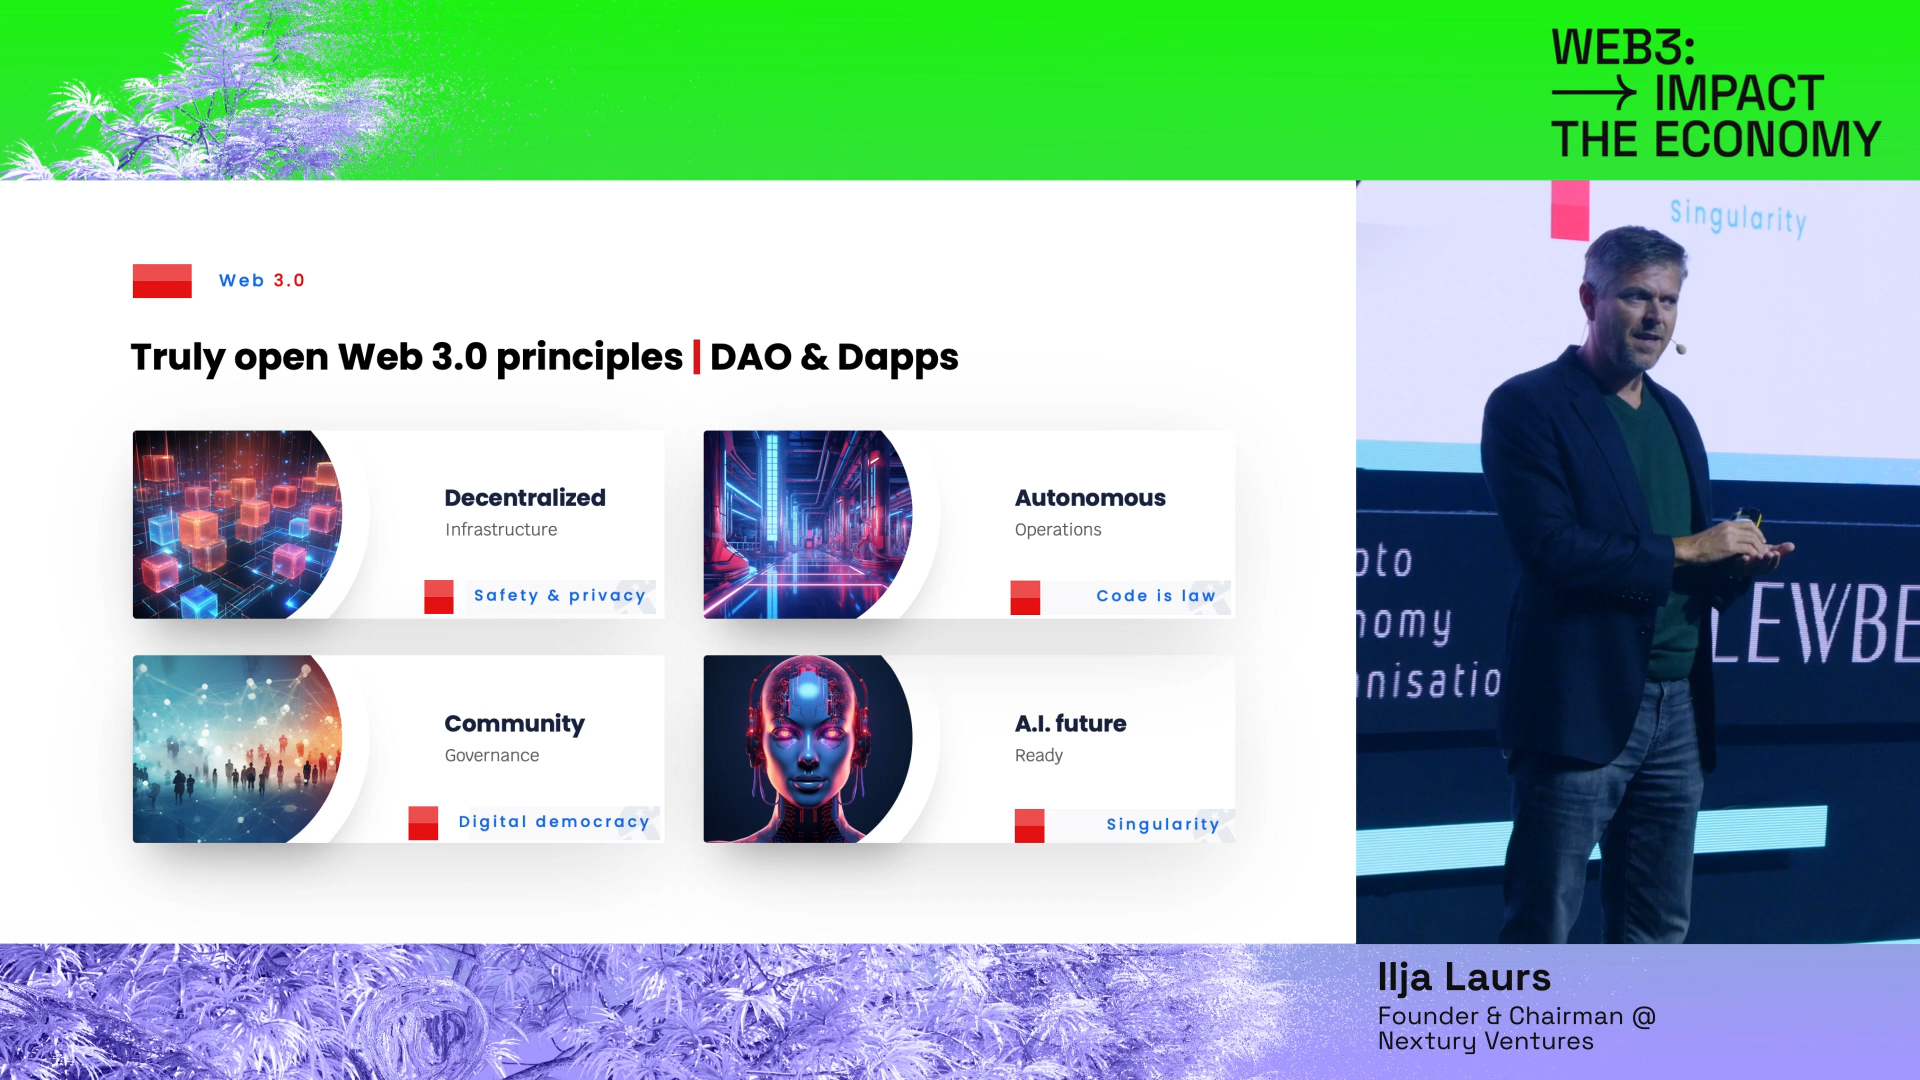 WEB3:
→ IMPACT
THE ECONOMY
Web 3.0
Truly open Web 3.0 principles | DAO & Dapps
Decentralized
Infrastructure
Safety & privacy
Autonomous
Operations
Code is law
Community
Governance
Digital democracy
A.I. future
Ready
Singularity
Singularity
pto
nomy
nisatio
LEWBE
Ilja Laurs
Founder & Chairman @
Nextury Ventures